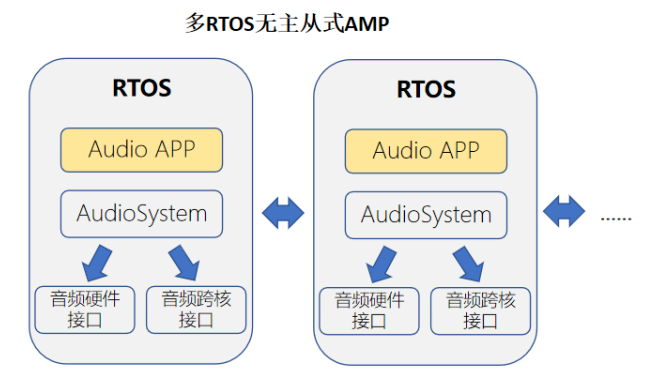 多RTOS无主从式AMP
RTOS
Audio APP
AudioSystem
音频硬件
接口
音频跨核
接口
RTOS
Audio APP
AudioSystem
音频硬件
接口
音频跨核
接口
......